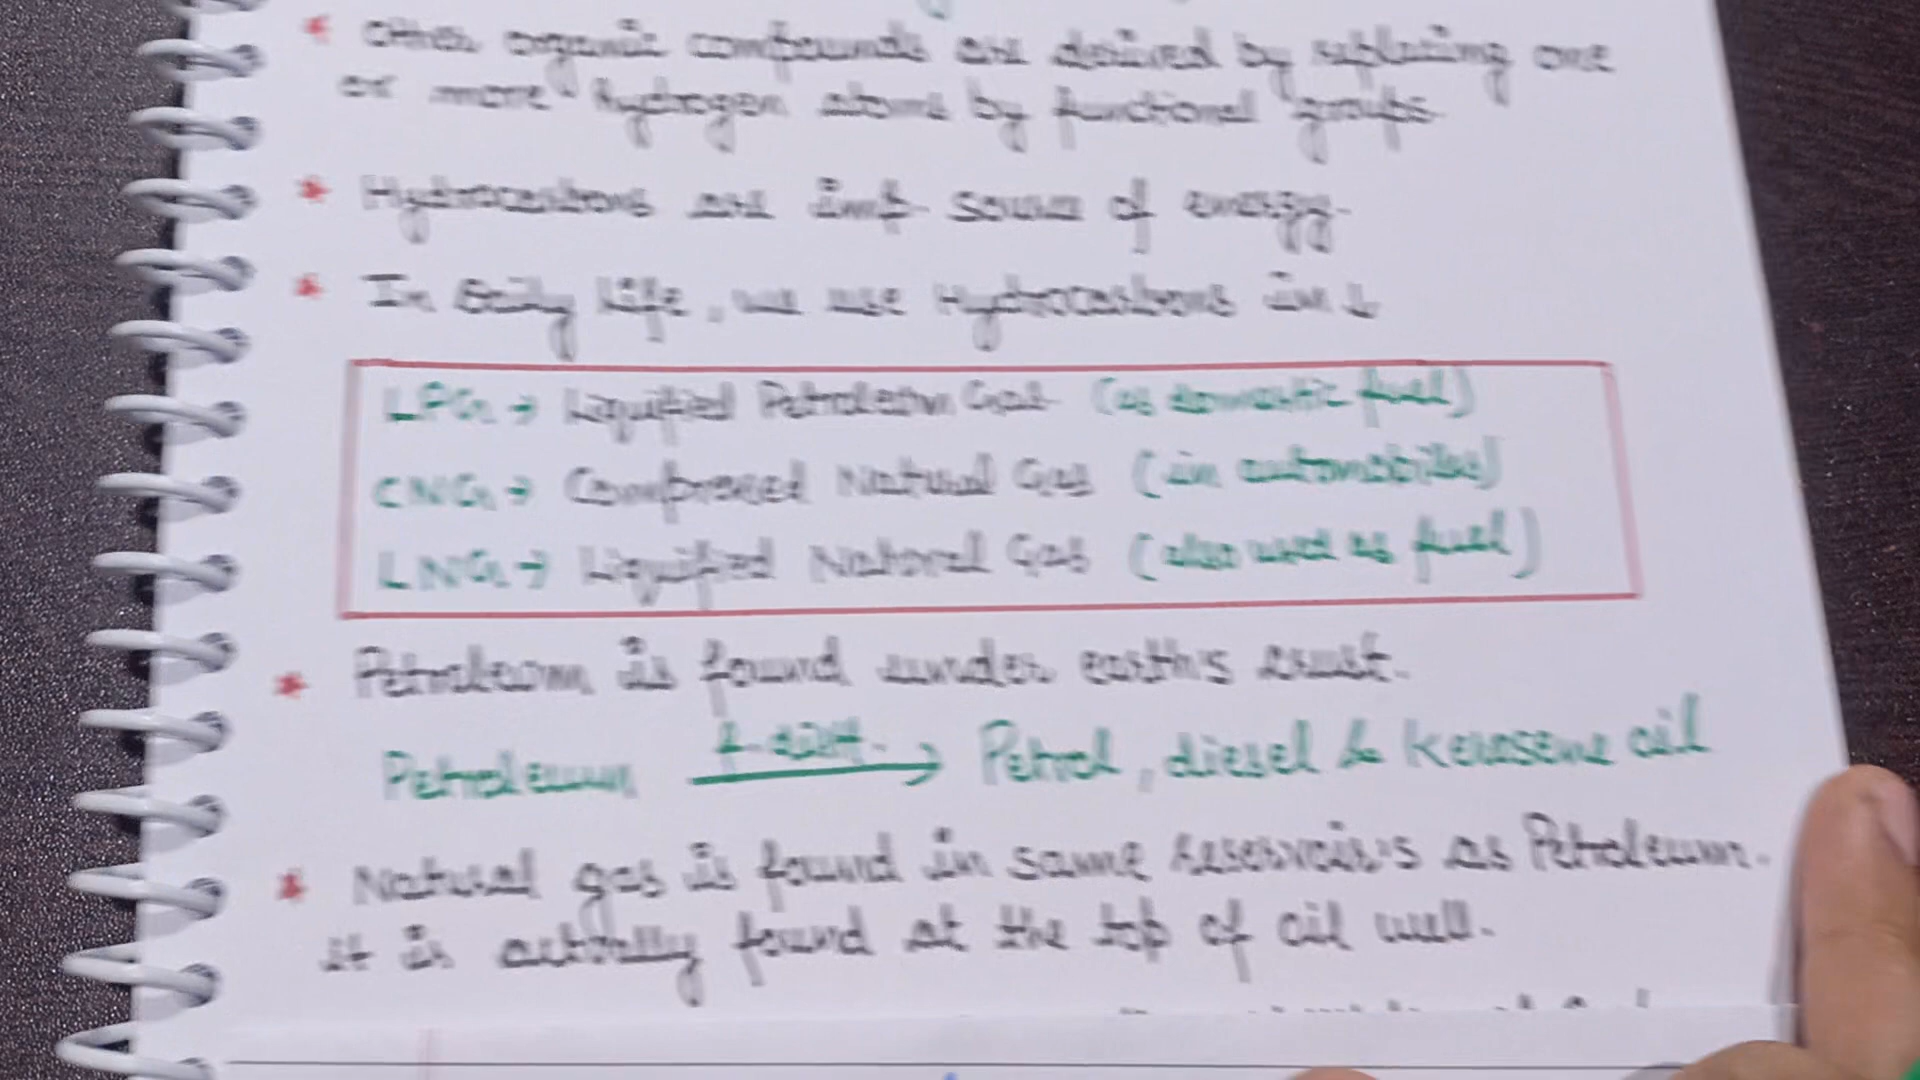 * Other organic compounds are derived by replacing one
or more hydrogen atoms by functional groups.
* Hydrocarbons are imp. source of energy.
* In Daily life, we use Hydrocarbons in ↓
LPG → Liquified Petroleum Gas (as domestic fuel)
CNG → Compressed Natural Gas (in automobiles)
LNG → Liquified Natural Gas (also used as fuel)
* Petroleum is found under earth's crust.
Petroleum f.dist. → Petrol, diesel & Kerosene oil
* Natural gas is found in same reservoir's as Petroleum.
it is actually found at the top of oil well.